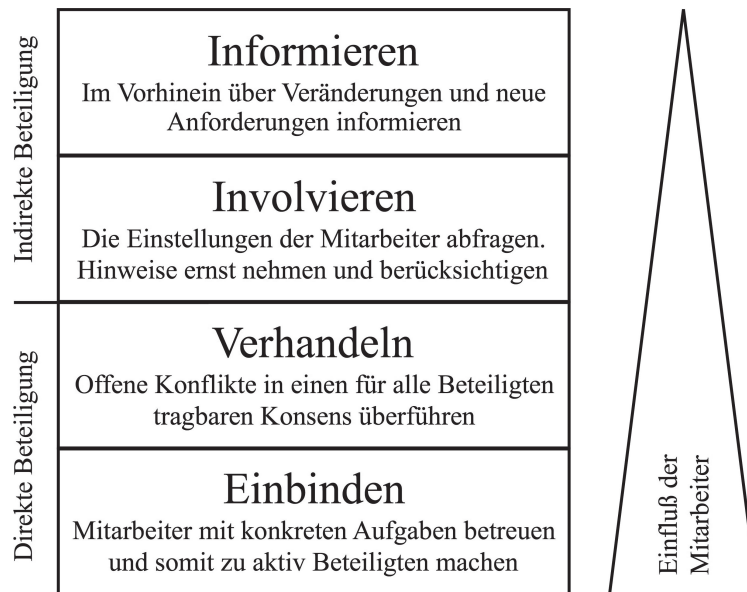 Indirekte Beteiligung
Informieren
Im Vorhinein über Veränderungen und neue
Anforderungen informieren
Involvieren
Die Einstellungen der Mitarbeiter abfragen.
Hinweise ernst nehmen und berücksichtigen
Direkte Beteiligung
Verhandeln
Offene Konflikte in einen für alle Beteiligten
tragbaren Konsens überführen
Einbinden
Mitarbeiter mit konkreten Aufgaben betreuen
und somit zu aktiv Beteiligten machen
Einfluß der
Mitarbeiter